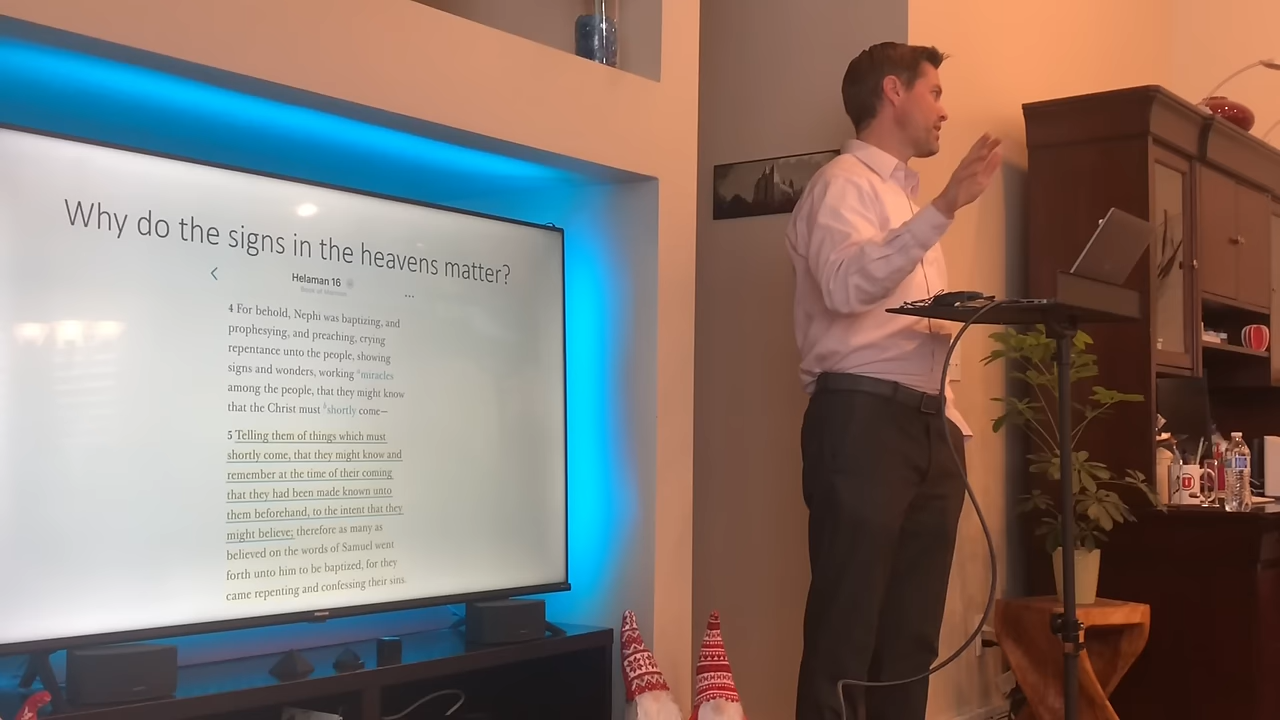 Why do the signs in the heavens matter?
Helaman 16
Book of Mormon
4 For behold, Nephi was baptizing, and
prophesying, and preaching, crying
repentance unto the people, showing
signs and wonders, working a miracles
among the people, that they might know
that the Christ must b shortly come—
5 Telling them of things which must
shortly come, that they might know and
remember at the time of their coming
that they had been made known unto
them beforehand, to the intent that they
might believe; therefore as many as
believed on the words of Samuel went
forth unto him to be baptized, for they
came repenting and confessing their sins.
Hisense
U